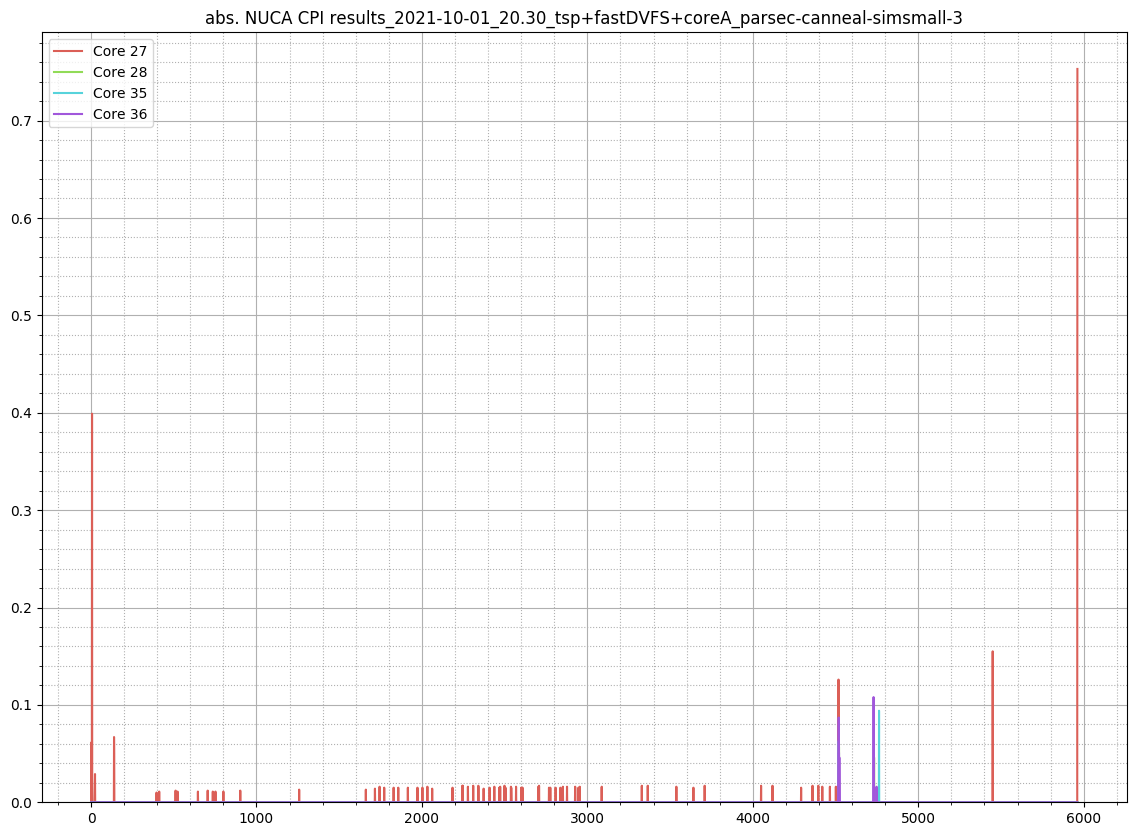 abs. NUCA CPI results_2021-10-01_20.30_tsp+fastDVFS+coreA_parsec-canneal-simsmall-3
Core 27
Core 28
Core 35
Core 36
0.7
0.6
0.5
0.4
0.3
0.2
0.1
0.0
0 1000 2000 3000 4000 5000 6000